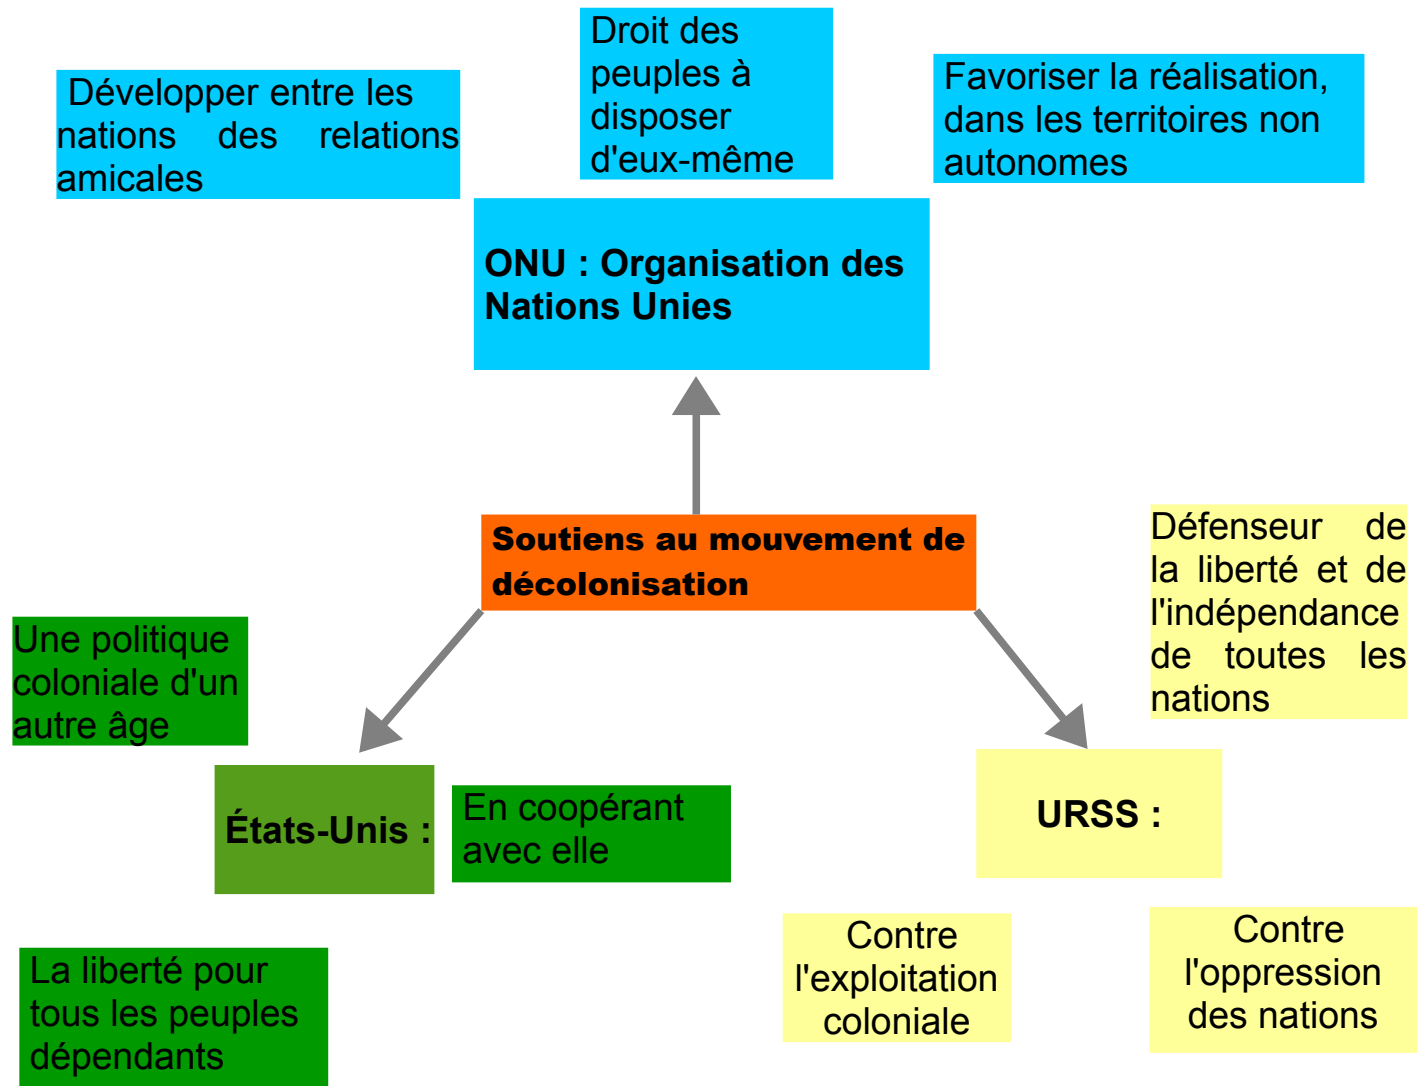 Développer entre les
nations des relations
amicales
Droit des
peuples à
disposer
d'eux-même
Favoriser la réalisation,
dans les territoires non
autonomes
ONU : Organisation des
Nations Unies
Soutiens au mouvement de
décolonisation
Une politique
coloniale d'un
autre âge
États-Unis :
En coopérant
avec elle
La liberté pour
tous les peuples
dépendants
Défenseur de
la liberté et de
l'indépendance
de toutes les
nations
URSS :
Contre
l'exploitation
coloniale
Contre
l'oppression
des nations